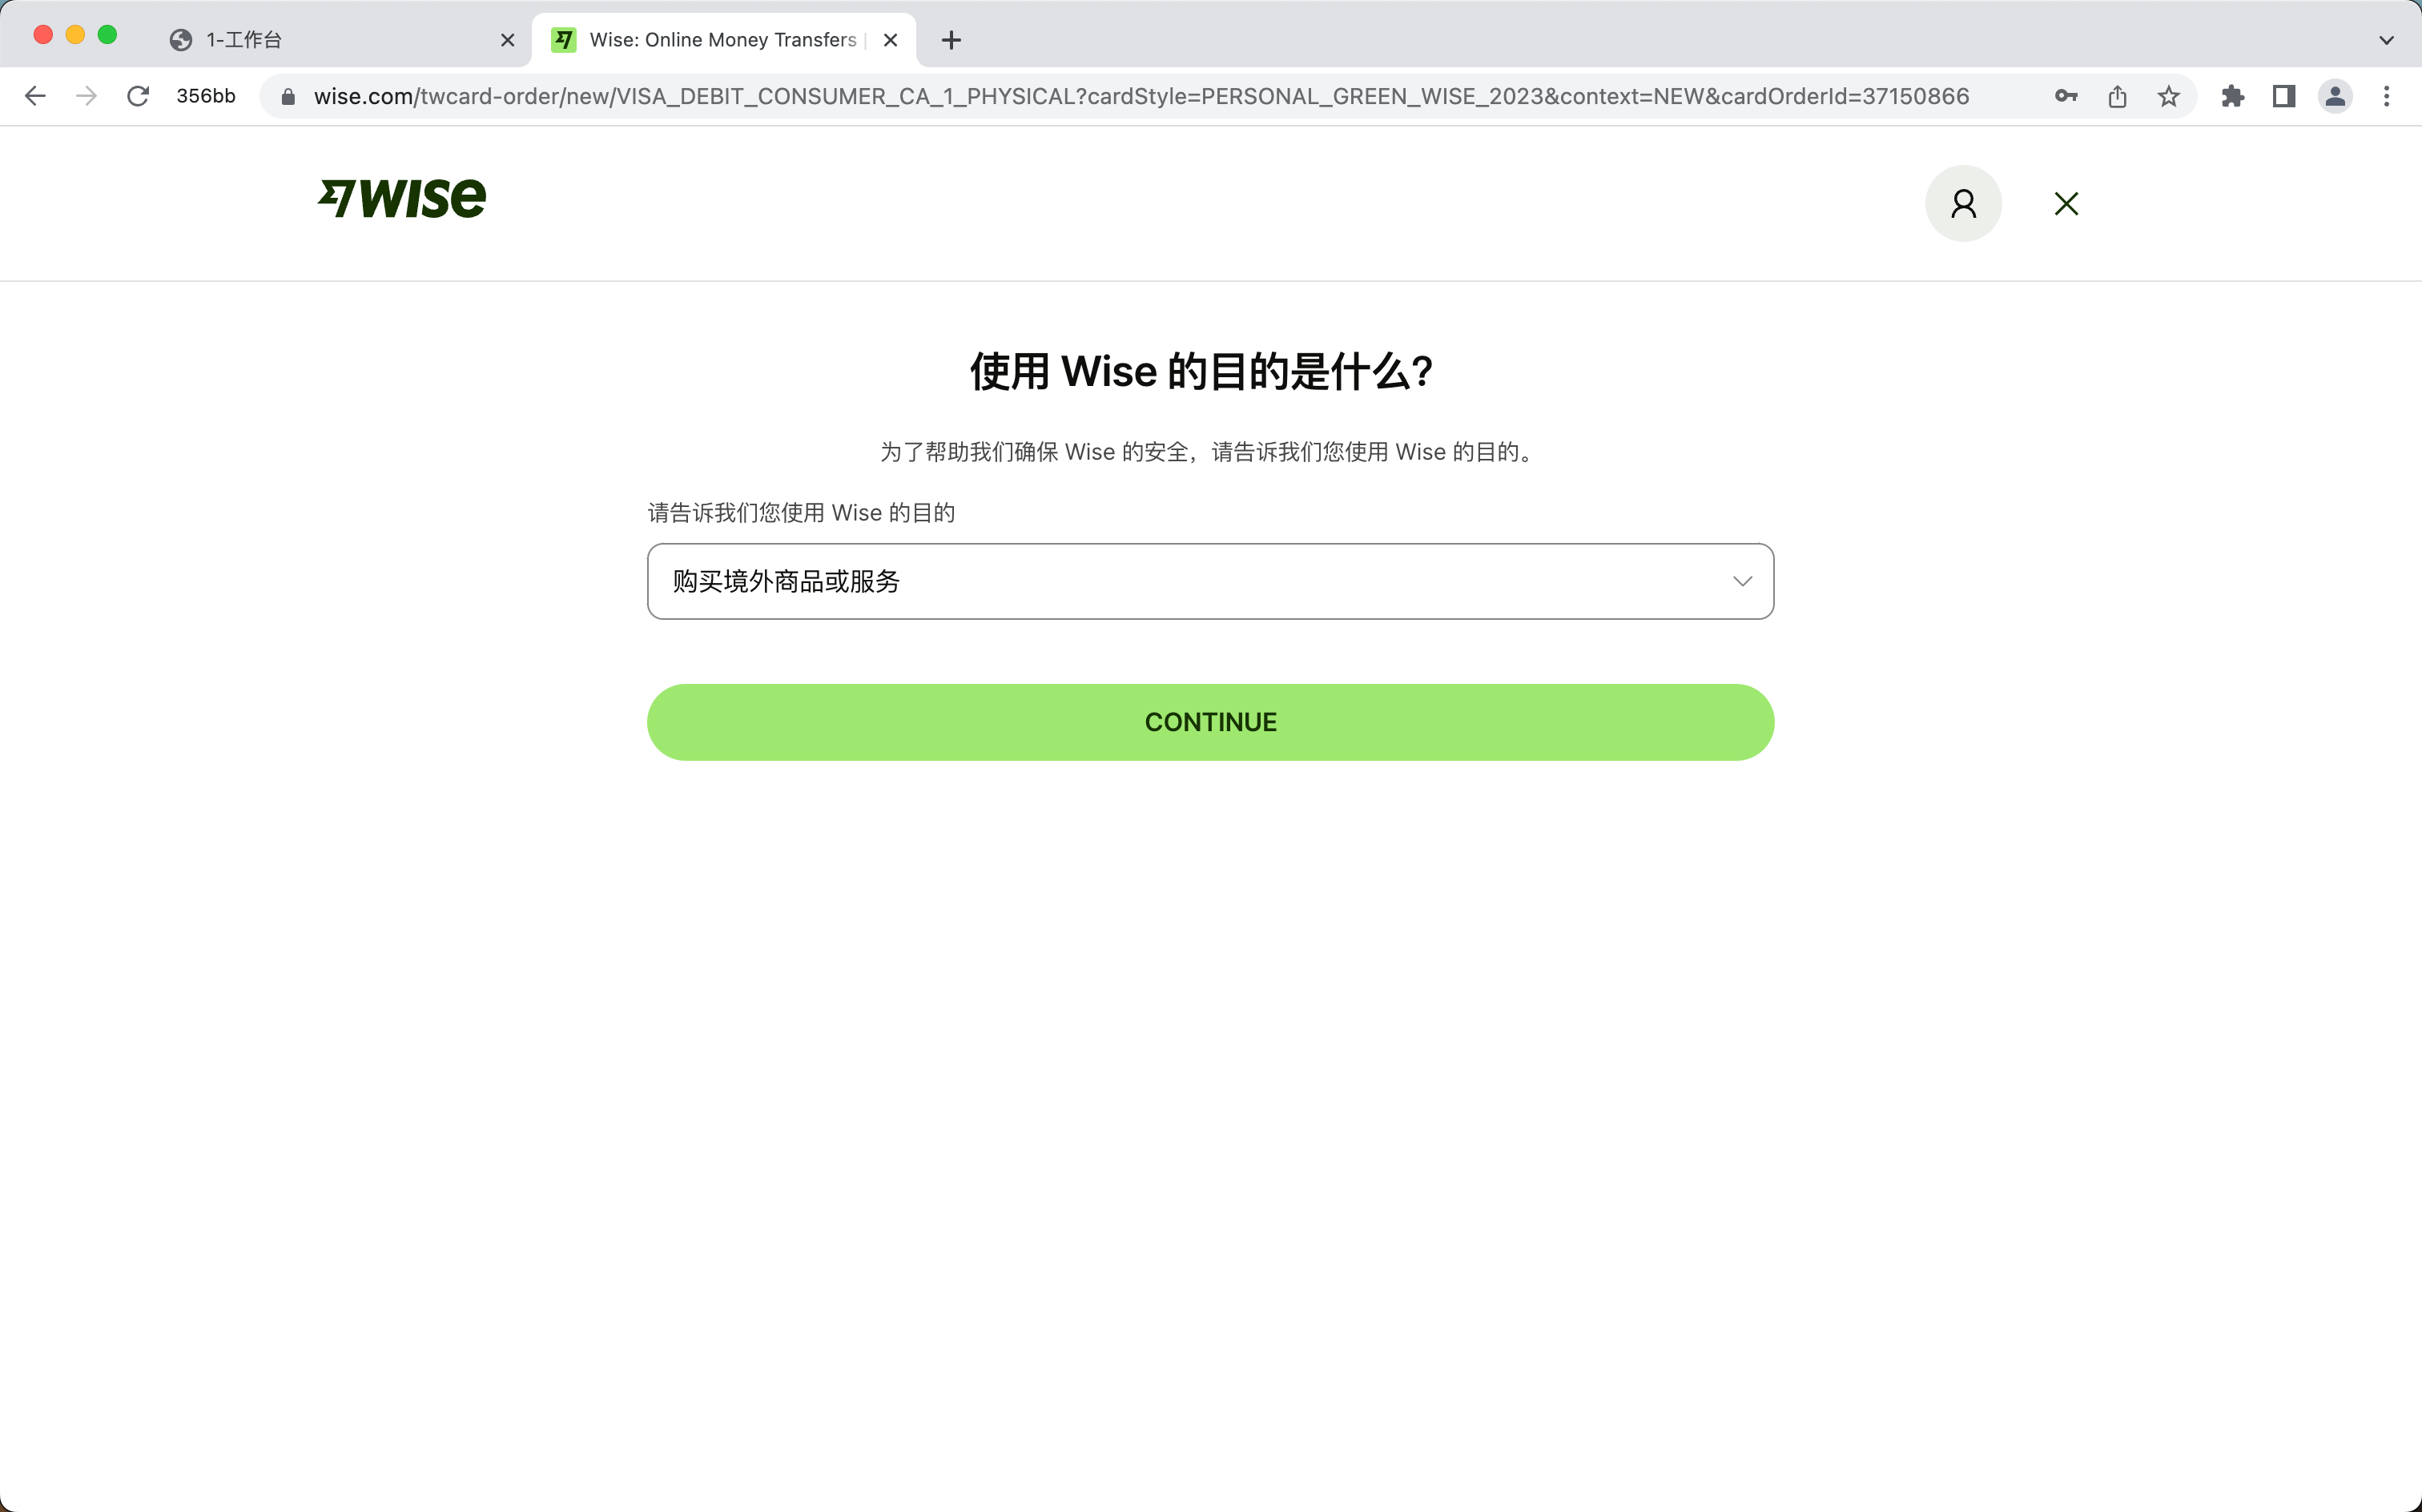 1-工作台
Wise: Online Money Transfers
356bb
wise.com/twcard-order/new/VISA_DEBIT_CONSUMER_CA_1_PHYSICAL?cardStyle=PERSONAL_GREEN_WISE_2023&context=NEW&cardOrderId=37150866
wise
使用 Wise 的目的是什么?
为了帮助我们确保 Wise 的安全，请告诉我们您使用 Wise 的目的。
请告诉我们您使用 Wise 的目的
购买境外商品或服务
CONTINUE